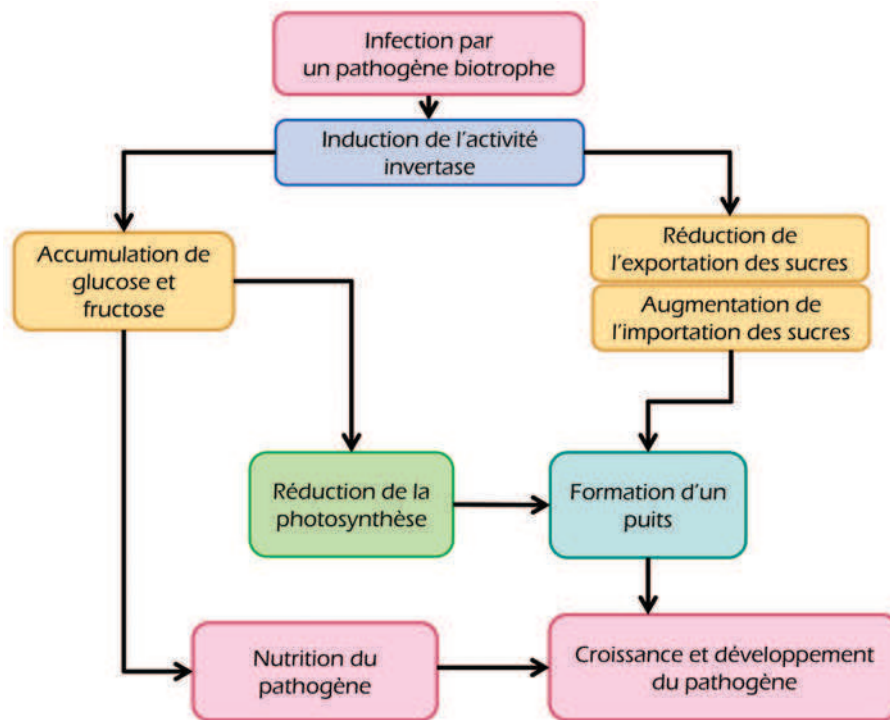 Infection par
un pathogène biotrophe
Induction de l'activité
invertase
Accumulation de
glucose et
fructose
Réduction de
l'exportation des sucres
Augmentation de
l'importation des sucres
Réduction de la
photosynthèse
Formation d'un
puits
Nutrition du
pathogène
Croissance et développement
du pathogène